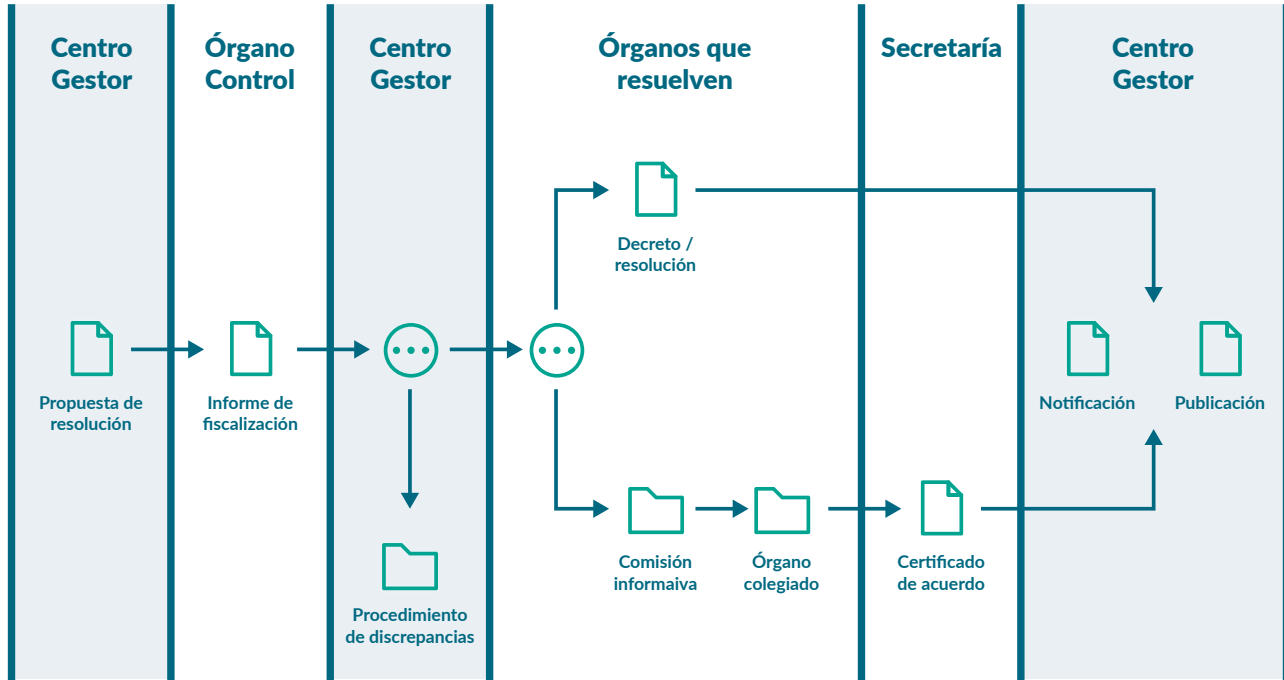 Centro
Gestor
Órgano
Control
Centro
Gestor
Órganos que
resuelven
Secretaría
Centro
Gestor
Decreto /
resolución
Propuesta de
resolución
Informe de
fiscalización
Notificación
Publicación
Comisión
informaiva
Órgano
colegiado
Certificado
de acuerdo
Procedimiento
de discrepancias